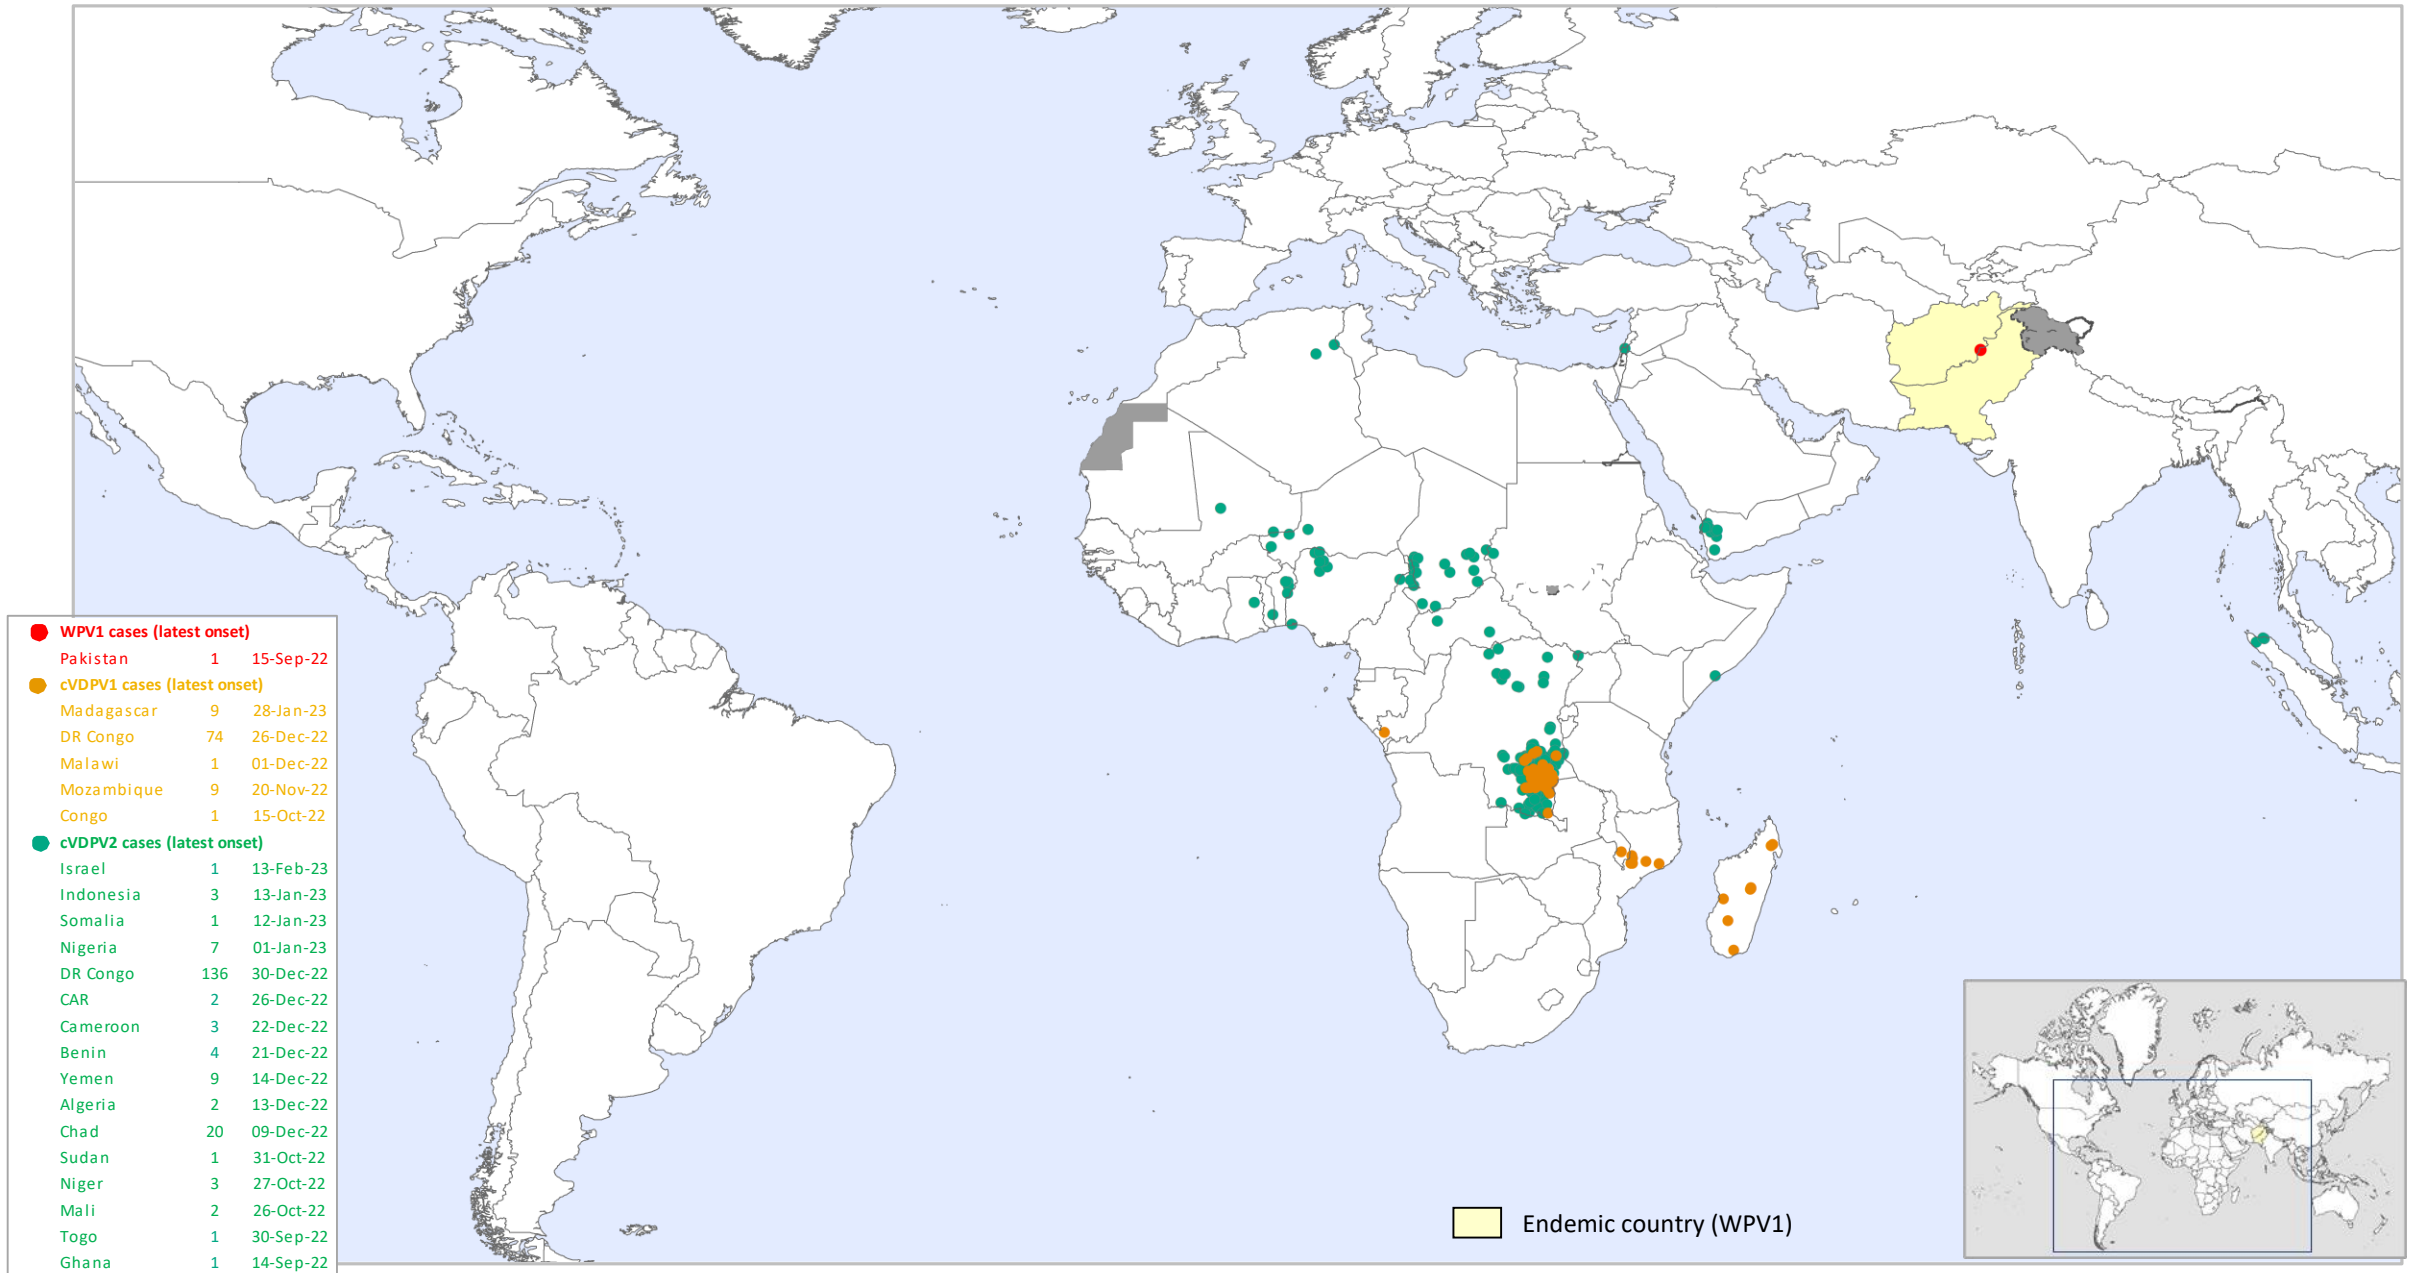 WPV1 cases (latest onset)
Pakistan 1 15-Sep-22
cVDPV1 cases (latest onset)
Madagascar 9 28-Jan-23
DR Congo 74 26-Dec-22
Malawi 1 01-Dec-22
Mozambique 9 20-Nov-22
Congo 1 15-Oct-22
cVDPV2 cases (latest onset)
Israel 1 13-Feb-23
Indonesia 3 13-Jan-23
Somalia 1 12-Jan-23
Nigeria 7 01-Jan-23
DR Congo 136 30-Dec-22
CAR 2 26-Dec-22
Cameroon 3 22-Dec-22
Benin 4 21-Dec-22
Yemen 9 14-Dec-22
Algeria 2 13-Dec-22
Chad 20 09-Dec-22
Sudan 1 31-Oct-22
Niger 3 27-Oct-22
Mali 2 26-Oct-22
Togo 1 30-Sep-22
Ghana 1 14-Sep-22
Endemic country (WPV1)